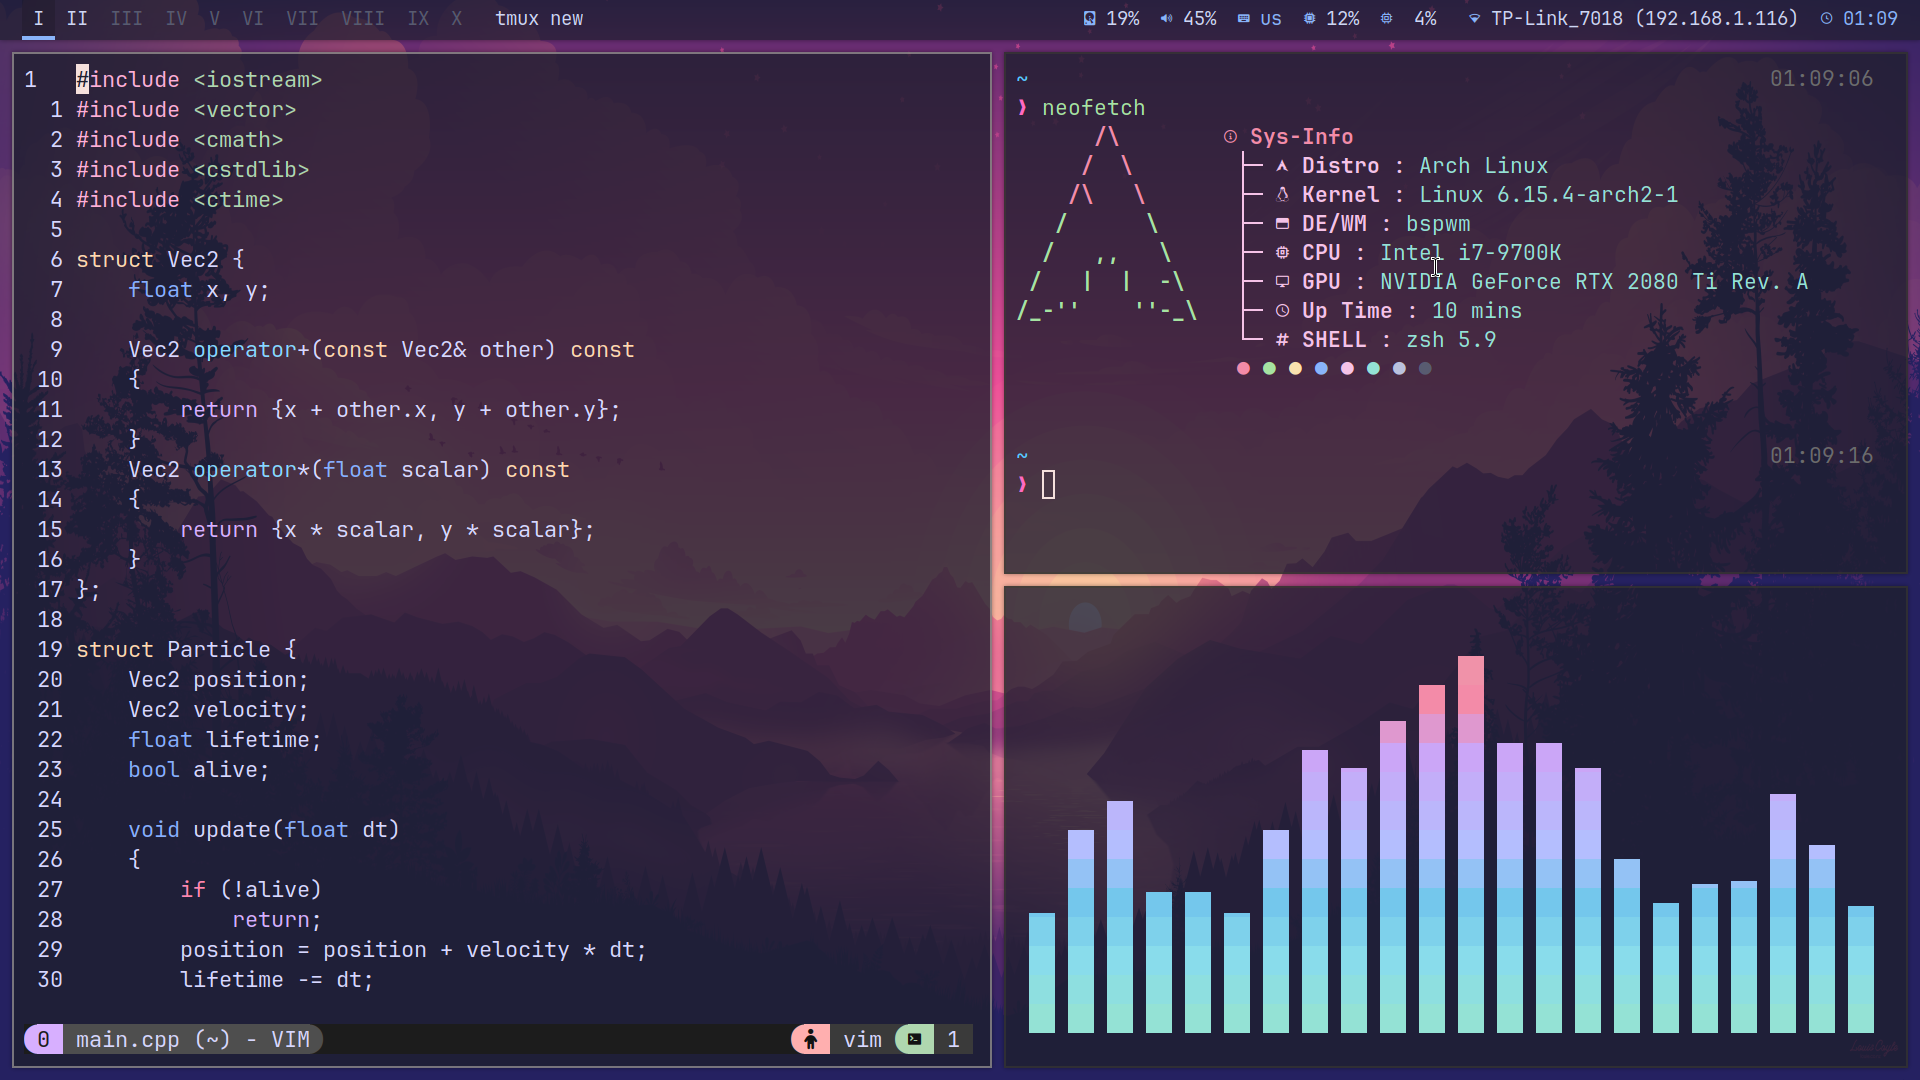 I II III IV V VI VII VIII IX X tmux new 19% 45% us 12% 4% TP-Link_7018 (192.168.1.116) 01:09
1 #include <iostream>
1 #include <vector>
2 #include <cmath>
3 #include <cstdlib>
4 #include <ctime>
5
6 struct Vec2 {
7 float x, y;
8
9 Vec2 operator+(const Vec2& other) const
10 {
11 return {x + other.x, y + other.y};
12 }
13 Vec2 operator*(float scalar) const
14 {
15 return {x * scalar, y * scalar};
16 }
17 };
18
19 struct Particle {
20 Vec2 position;
21 Vec2 velocity;
22 float lifetime;
23 bool alive;
24
25 void update(float dt)
26 {
27 if (!alive)
28 return;
29 position = position + velocity * dt;
30 lifetime -= dt;
0 main.cpp (~) - VIM vim 1
~ 01:09:06
❯ neofetch
/\ Sys-Info
/ \ Distro : Arch Linux
/\ \ Kernel : Linux 6.15.4-arch2-1
/ \ DE/WM : bspwm
/ ,, \ CPU : Intel i7-9700K
/ | | -\ GPU : NVIDIA GeForce RTX 2080 Ti Rev. A
/_-'' ''-_\ Up Time : 10 mins
# SHELL : zsh 5.9
~ 01:09:16
❯